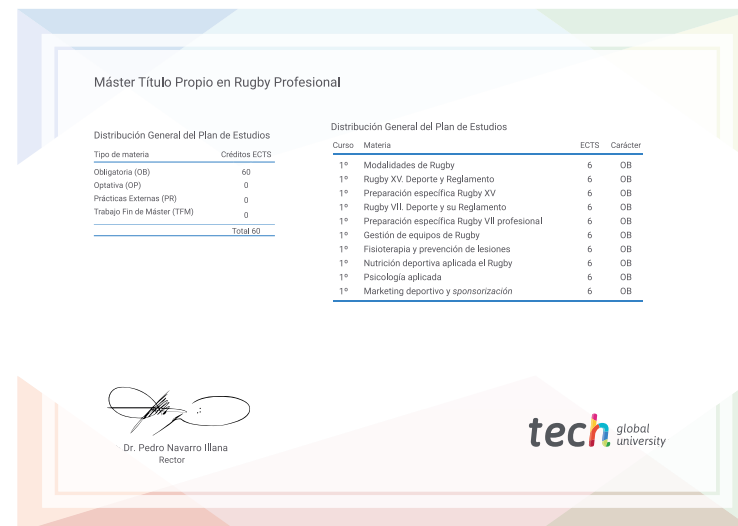 Máster Título Propio en Rugby Profesional
Distribución General del Plan de Estudios
Tipo de materia Créditos ECTS
Obligatoria (OB) 60
Optativa (OP) 0
Prácticas Externas (PR) 0
Trabajo Fin de Máster (TFM) 0
Total 60
Distribución General del Plan de Estudios
Curso Materia ECTS Carácter
1º Modalidades de Rugby 6 OB
1º Rugby XV. Deporte y Reglamento 6 OB
1º Preparación específica Rugby XV 6 OB
1º Rugby VII. Deporte y su Reglamento 6 OB
1º Preparación específica Rugby VII profesional 6 OB
1º Gestión de equipos de Rugby 6 OB
1º Fisioterapia y prevención de lesiones 6 OB
1º Nutrición deportiva aplicada el Rugby 6 OB
1º Psicología aplicada 6 OB
1º Marketing deportivo y sponsorización 6 OB
Dr. Pedro Navarro Illana
Rector
tech global
university